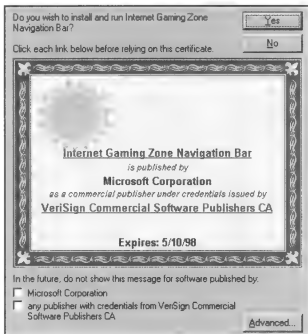 Do you wish to install and run Internet Gaming Zone
Navigation Bar?
Yes
No
Click each link below before relying on this certificate.
Internet Gaming Zone Navigation Bar
is published by
Microsoft Corporation
as a commercial publisher under credentials issued by
VeriSign Commercial Software Publishers CA
Expires: 5/10/98
In the future, do not show this message for software published by:
Microsoft Corporation
any publisher with credentials from VeriSign Commercial
Software Publishers CA
Advanced...